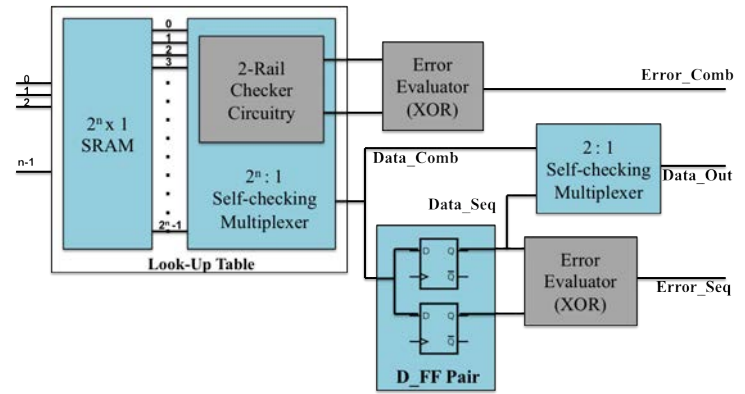 0
1
2
n-1
2ⁿ x 1
SRAM
0
1
2
3
2ⁿ-1
2-Rail
Checker
Circuitry
2ⁿ : 1
Self-checking
Multiplexer
Look-Up Table
Error
Evaluator
(XOR)
Error_Comb
Data_Comb
2 : 1
Self-checking
Multiplexer
Data_Out
Data_Seq
D Q
Q̅
D Q̅
Q̅
D_FF Pair
Error
Evaluator
(XOR)
Error_Seq